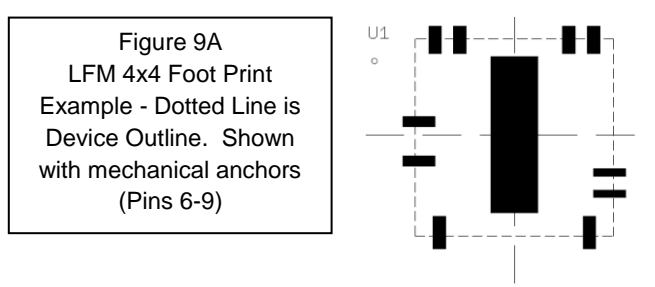 Figure 9A
LFM 4x4 Foot Print
Example - Dotted Line is
Device Outline. Shown
with mechanical anchors
(Pins 6-9)
U1